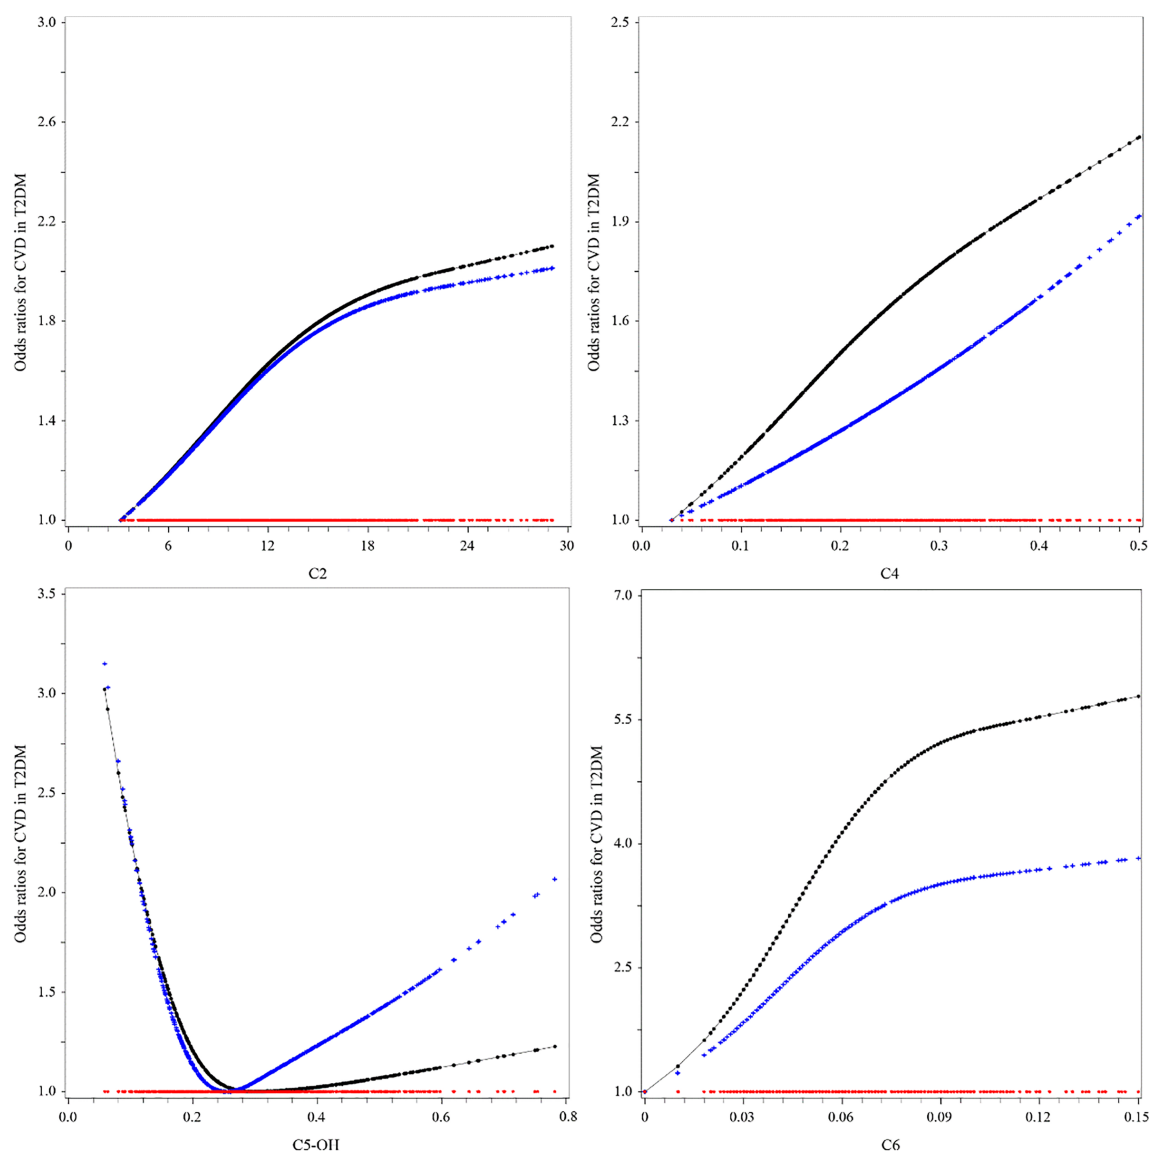 3.0
2.6
2.2
1.8
1.4
1.0
Odds ratios for CVD in T2DM
0 6 12 18 24 30
C2
2.5
2.2
1.9
1.6
1.3
1.0
Odds ratios for CVD in T2DM
0.0 0.1 0.2 0.3 0.4 0.5
C4
3.5
3.0
2.5
2.0
1.5
1.0
Odds ratios for CVD in T2DM
0.0 0.2 0.4 0.6 0.8
C5-OH
7.0
5.5
4.0
2.5
1.0
Odds ratios for CVD in T2DM
0 0.03 0.06 0.09 0.12 0.15
C6